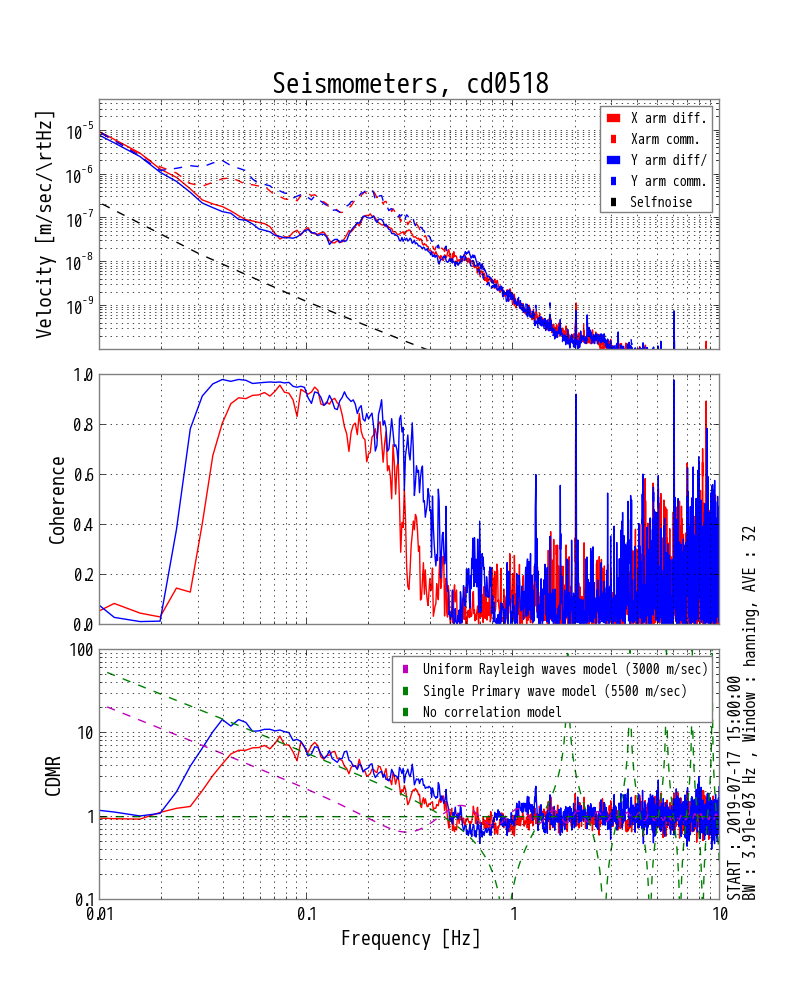 Seismometers, cd0518
Velocity [m/sec/\rtHz]
10^-5
10^-6
10^-7
10^-8
10^-9
X arm diff.
Xarm comm.
Y arm diff/
Y arm comm.
Selfnoise
Coherence
1.0
0.8
0.6
0.4
0.2
0.0
CDMR
100
10
1
0.1
Uniform Rayleigh waves model (3000 m/sec)
Single Primary wave model (5500 m/sec)
No correlation model
0.01
0.1
1
10
Frequency [Hz]
START : 2019-07-17 15:00:00
BW : 3.91e-03 Hz , Window : hanning, AVE : 32